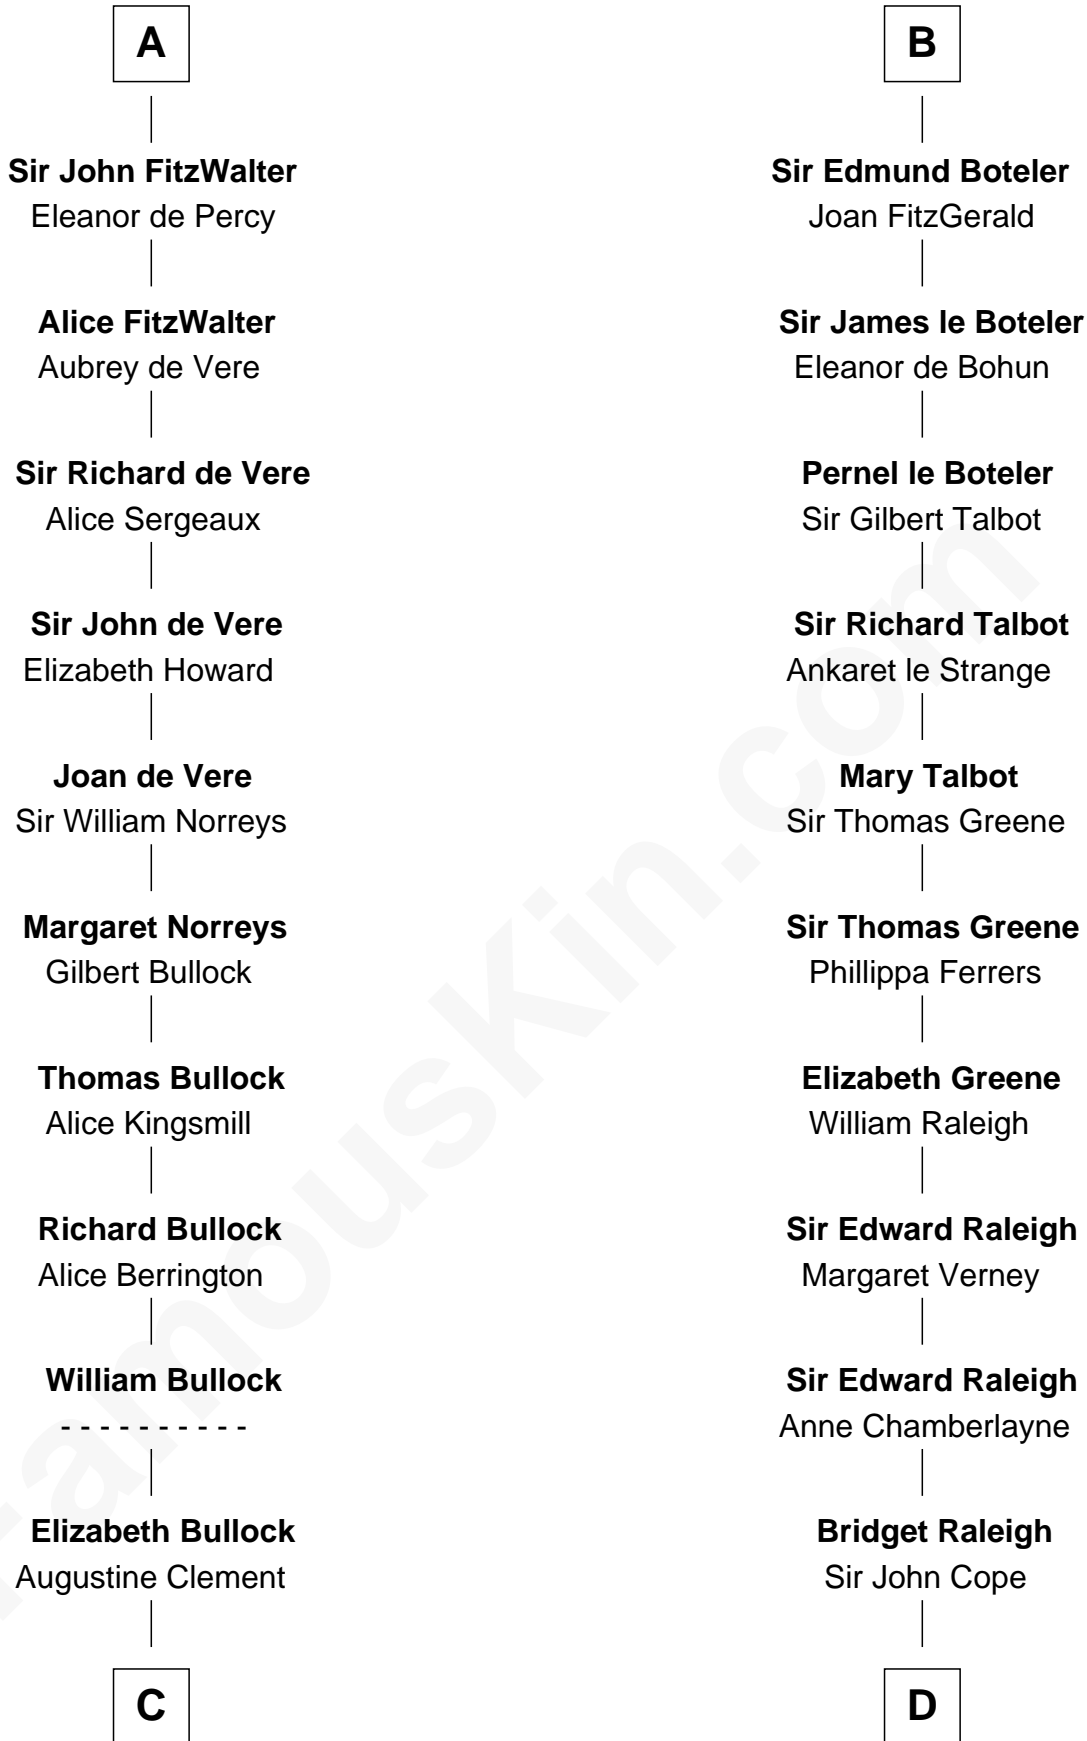 A
Sir John FitzWalter
Eleanor de Percy
Alice FitzWalter
Aubrey de Vere
Sir Richard de Vere
Alice Sergeaux
Sir John de Vere
Elizabeth Howard
Joan de Vere
Sir William Norreys
Margaret Norreys
Gilbert Bullock
Thomas Bullock
Alice Kingsmill
Richard Bullock
Alice Berrington
William Bullock
- - - - - - - - - -
Elizabeth Bullock
Augustine Clement
C
B
Sir Edmund Boteler
Joan FitzGerald
Sir James le Boteler
Eleanor de Bohun
Pernel le Boteler
Sir Gilbert Talbot
Sir Richard Talbot
Ankaret le Strange
Mary Talbot
Sir Thomas Greene
Sir Thomas Greene
Phillippa Ferrers
Elizabeth Greene
William Raleigh
Sir Edward Raleigh
Margaret Verney
Sir Edward Raleigh
Anne Chamberlayne
Bridget Raleigh
Sir John Cope
D
FamousKin.com